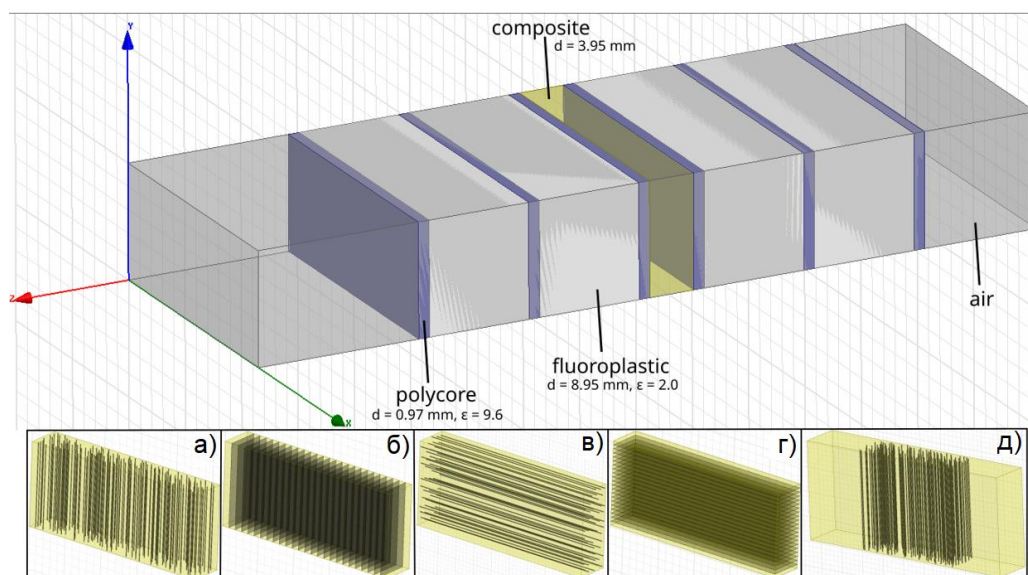 composite
d = 3.95 mm
Y
Z
X
polycore
d = 0.97 mm, ε = 9.6
fluoroplastic
d = 8.95 mm, ε = 2.0
air
а) б) в) г) д)